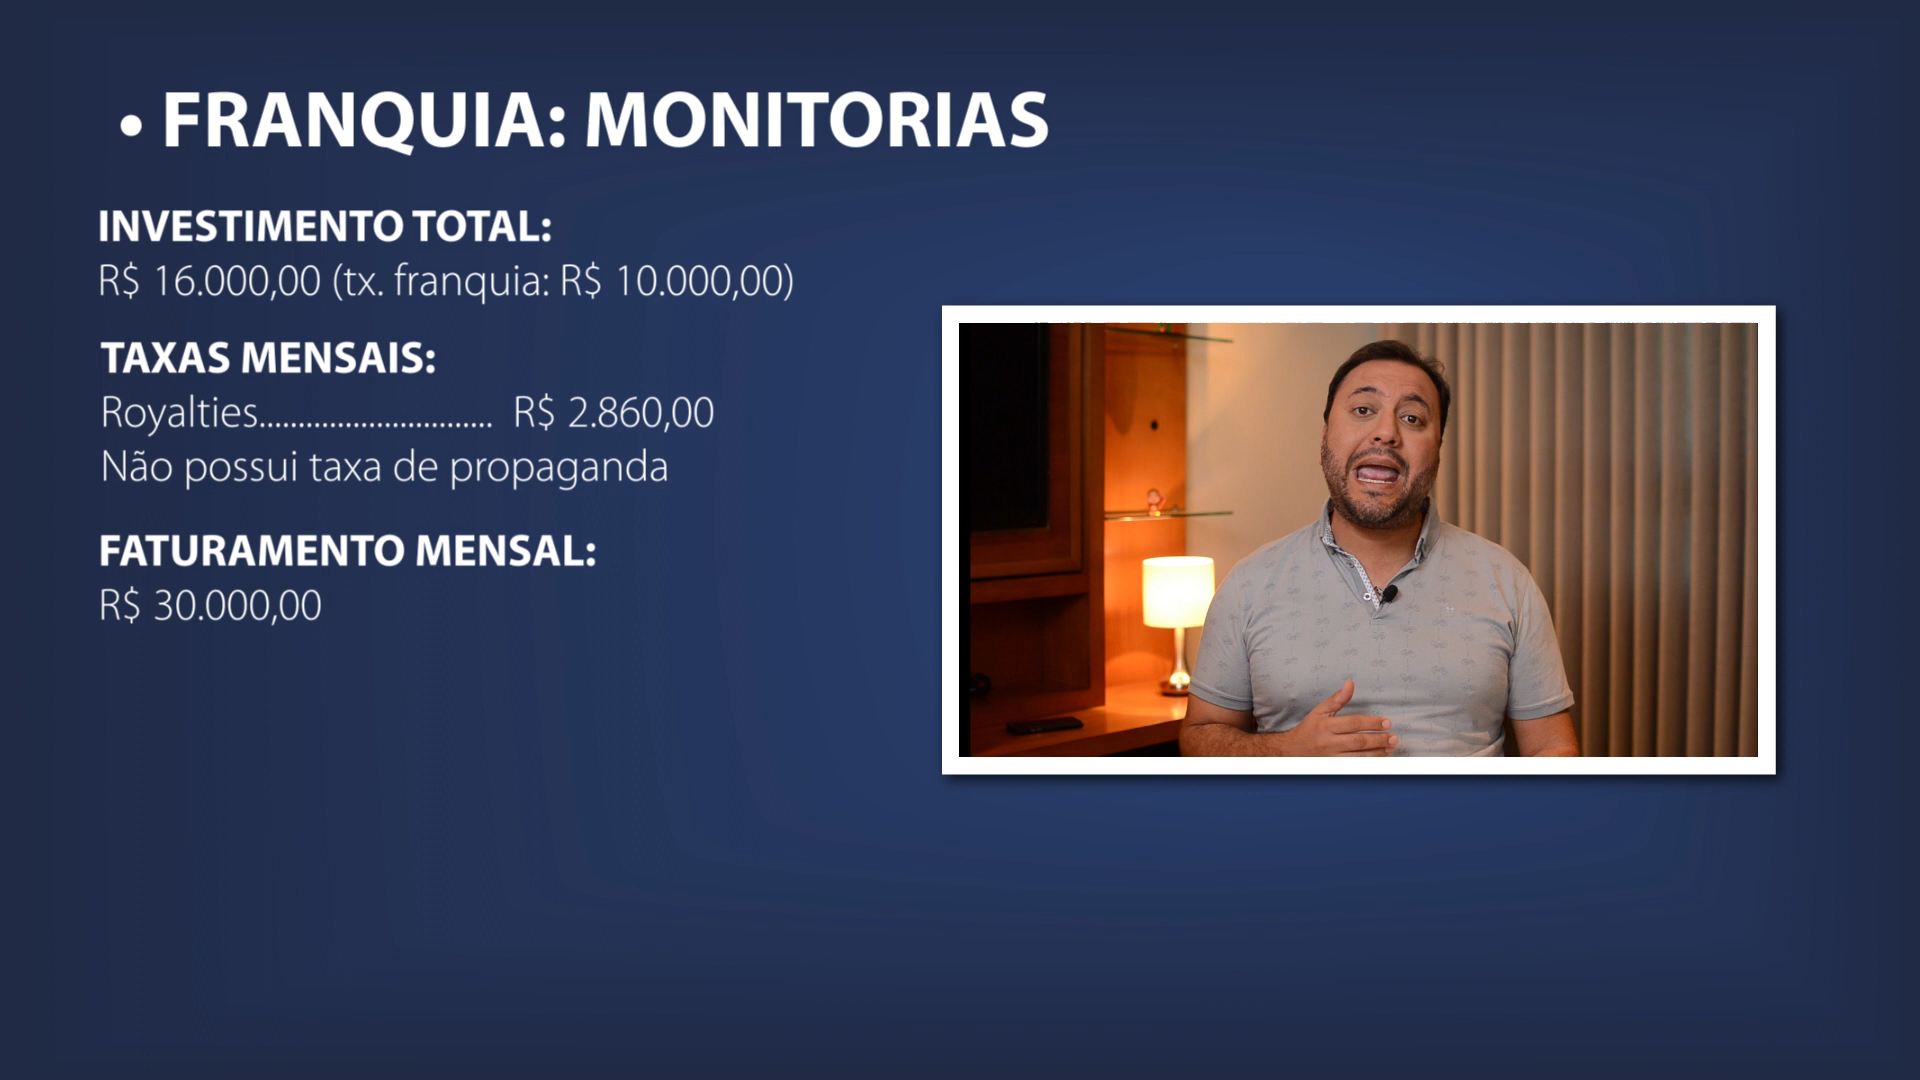 • FRANQUIA: MONITORIAS
INVESTIMENTO TOTAL:
R$ 16.000,00 (tx. franquia: R$ 10.000,00)
TAXAS MENSAIS:
Royalties.............................. R$ 2.860,00
Não possui taxa de propaganda
FATURAMENTO MENSAL:
R$ 30.000,00